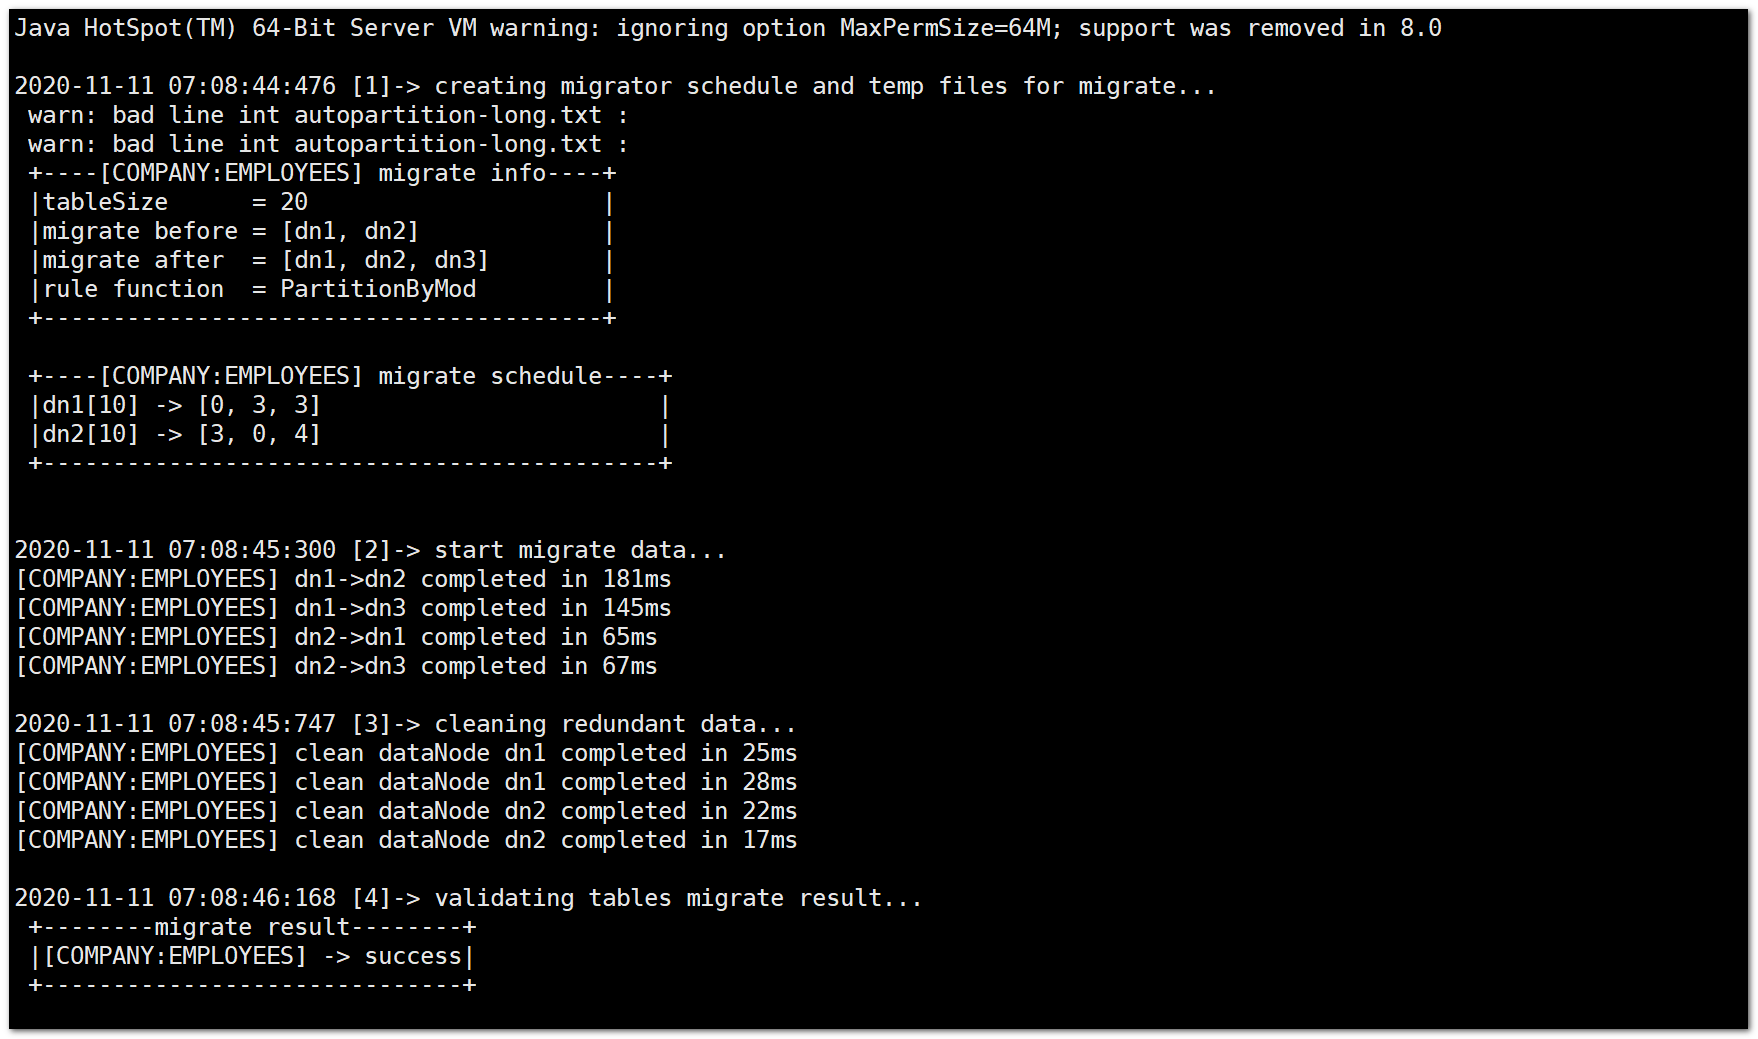 Java HotSpot(TM) 64-Bit Server VM warning: ignoring option MaxPermSize=64M; support was removed in 8.0

2020-11-11 07:08:44:476 [1]-> creating migrator schedule and temp files for migrate...
 warn: bad line int autopartition-long.txt :
 warn: bad line int autopartition-long.txt :
 +----[COMPANY:EMPLOYEES] migrate info----+
 |tableSize      = 20                     |
 |migrate before = [dn1, dn2]             |
 |migrate after  = [dn1, dn2, dn3]        |
 |rule function  = PartitionByMod         |
 +----------------------------------------+

 +----[COMPANY:EMPLOYEES] migrate schedule----+
 |dn1[10] -> [0, 3, 3]                        |
 |dn2[10] -> [3, 0, 4]                        |
 +--------------------------------------------+


2020-11-11 07:08:45:300 [2]-> start migrate data...
[COMPANY:EMPLOYEES] dn1->dn2 completed in 181ms
[COMPANY:EMPLOYEES] dn1->dn3 completed in 145ms
[COMPANY:EMPLOYEES] dn2->dn1 completed in 65ms
[COMPANY:EMPLOYEES] dn2->dn3 completed in 67ms

2020-11-11 07:08:45:747 [3]-> cleaning redundant data...
[COMPANY:EMPLOYEES] clean dataNode dn1 completed in 25ms
[COMPANY:EMPLOYEES] clean dataNode dn1 completed in 28ms
[COMPANY:EMPLOYEES] clean dataNode dn2 completed in 22ms
[COMPANY:EMPLOYEES] clean dataNode dn2 completed in 17ms

2020-11-11 07:08:46:168 [4]-> validating tables migrate result...
 +--------migrate result--------+
 |[COMPANY:EMPLOYEES] -> success|
 +------------------------------+